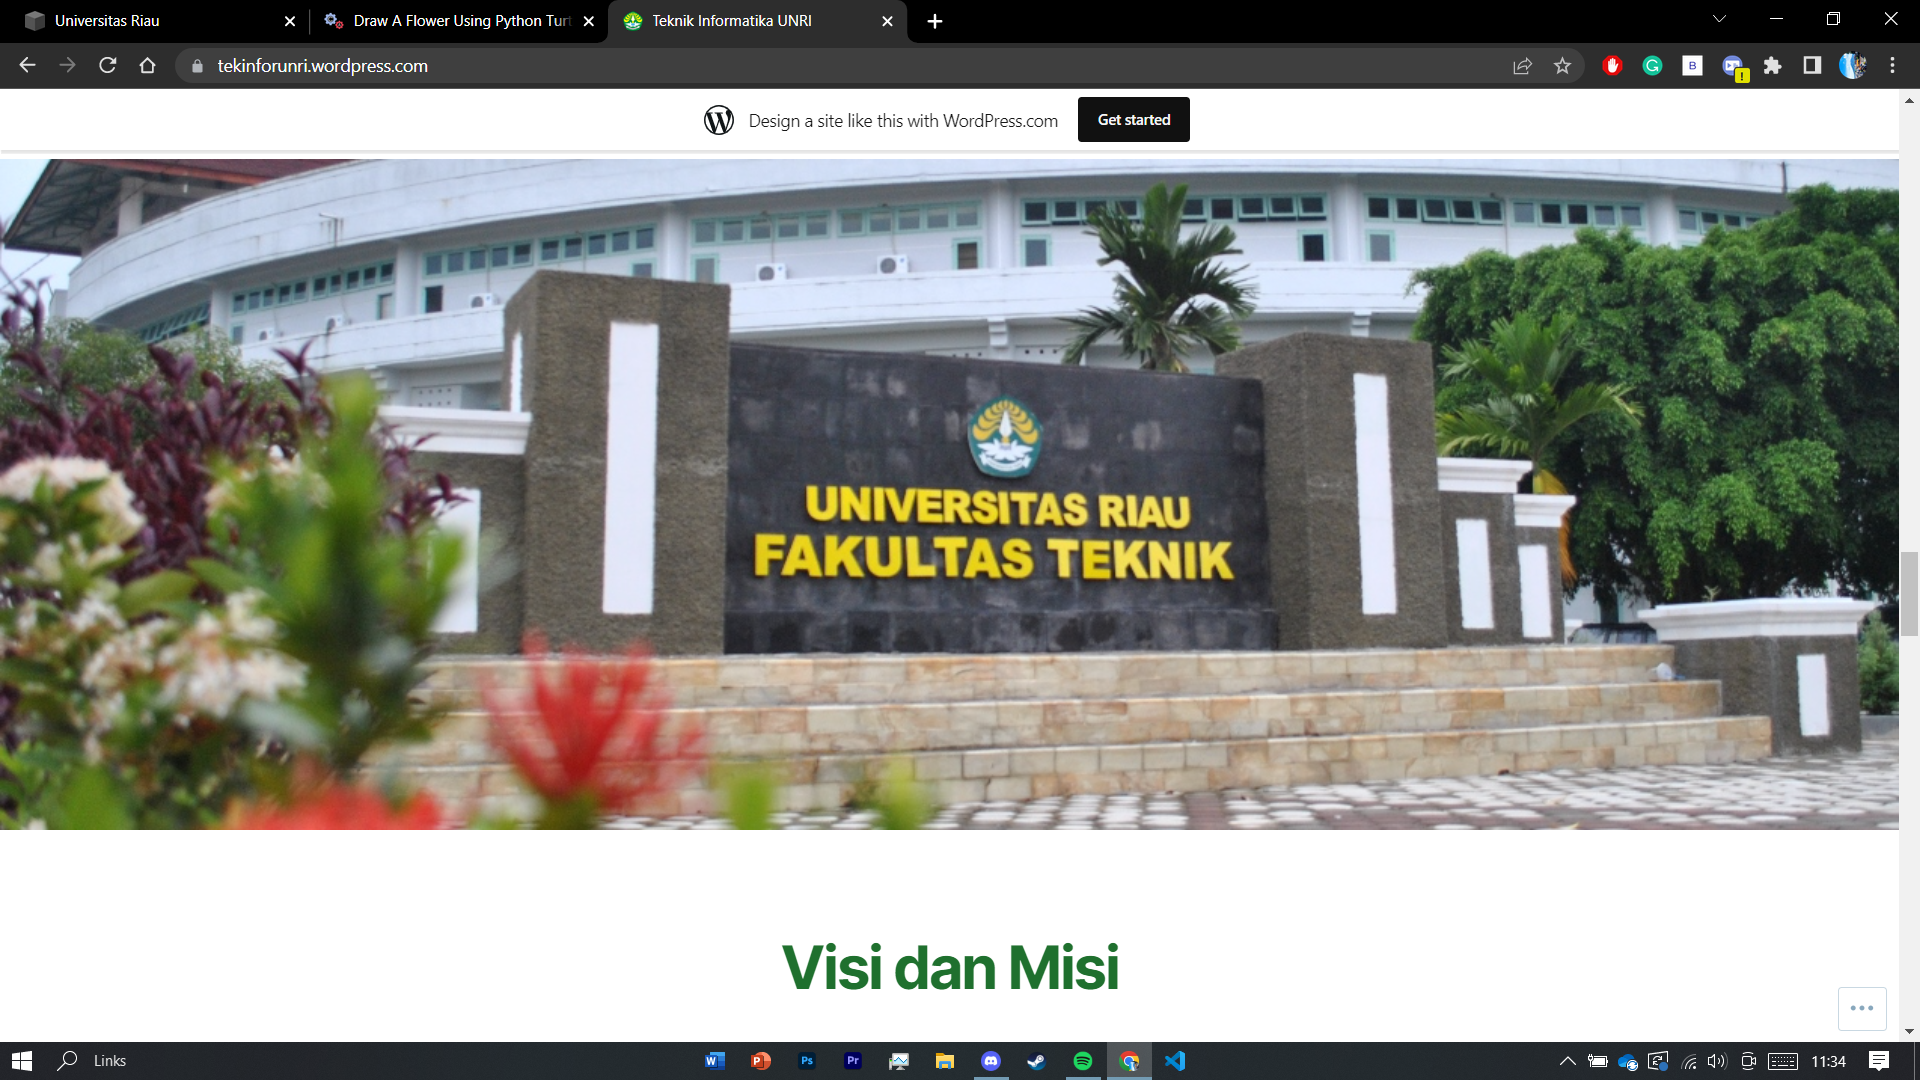 Universitas Riau
Draw A Flower Using Python Turt
Teknik Informatika UNRI
tekinforunri.wordpress.com
Design a site like this with WordPress.com
Get started
UNIVERSITAS RIAU
FAKULTAS TEKNIK
Visi dan Misi
Links
11:34